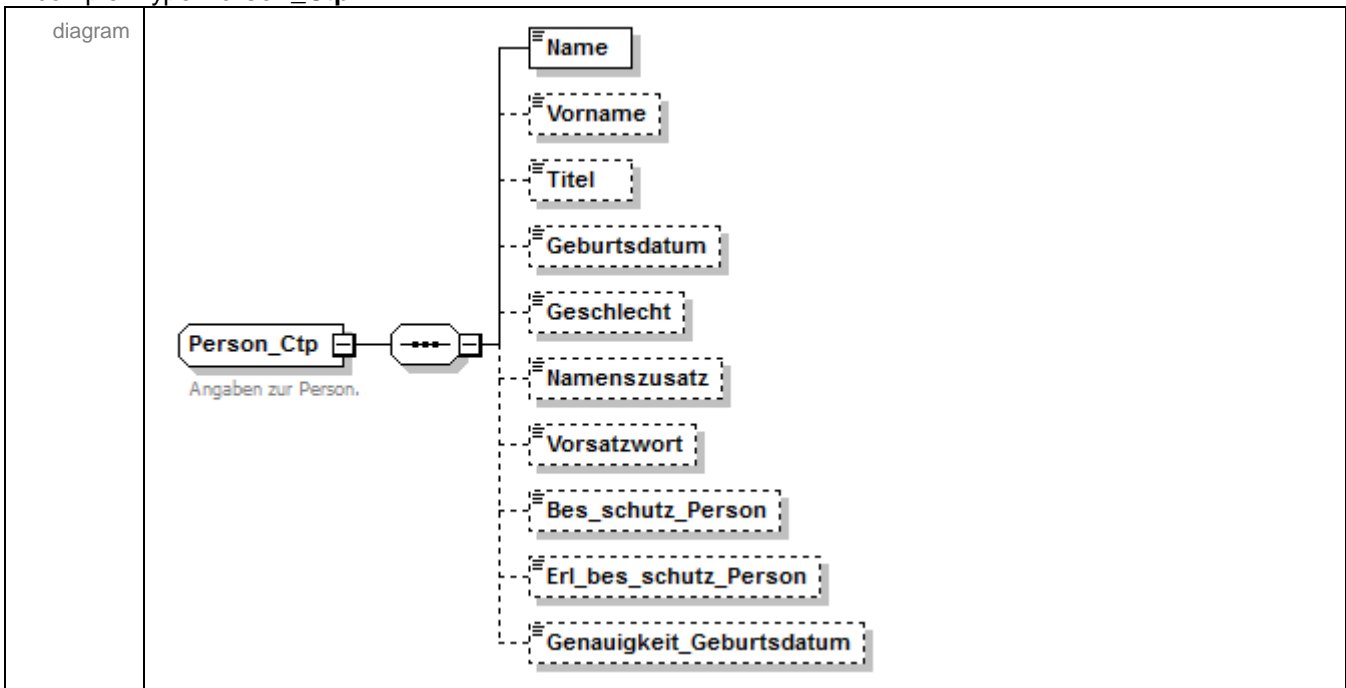 diagram
Name
Vorname
Titel
Geburtsdatum
Geschlecht
Person_Ctp
Angaben zur Person.
Namenszusatz
Vorsatzwort
Bes_schutz_Person
Erl_bes_schutz_Person
Genauigkeit_Geburtsdatum